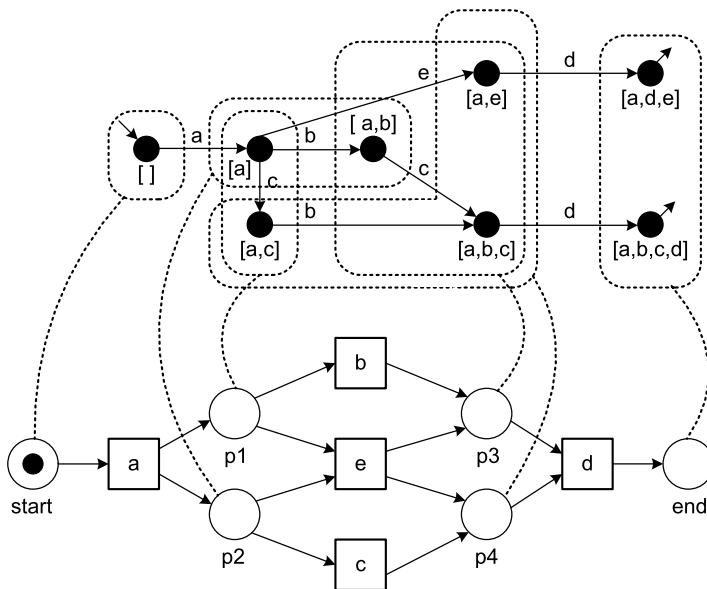 e
d
[a,e]
[a,d,e]
a
b
[ a,b]
[ ]
[a]
c
c
b
d
[a,c]
[a,b,c]
[a,b,c,d]
b
p1
p3
a
e
d
start
end
p2
c
p4